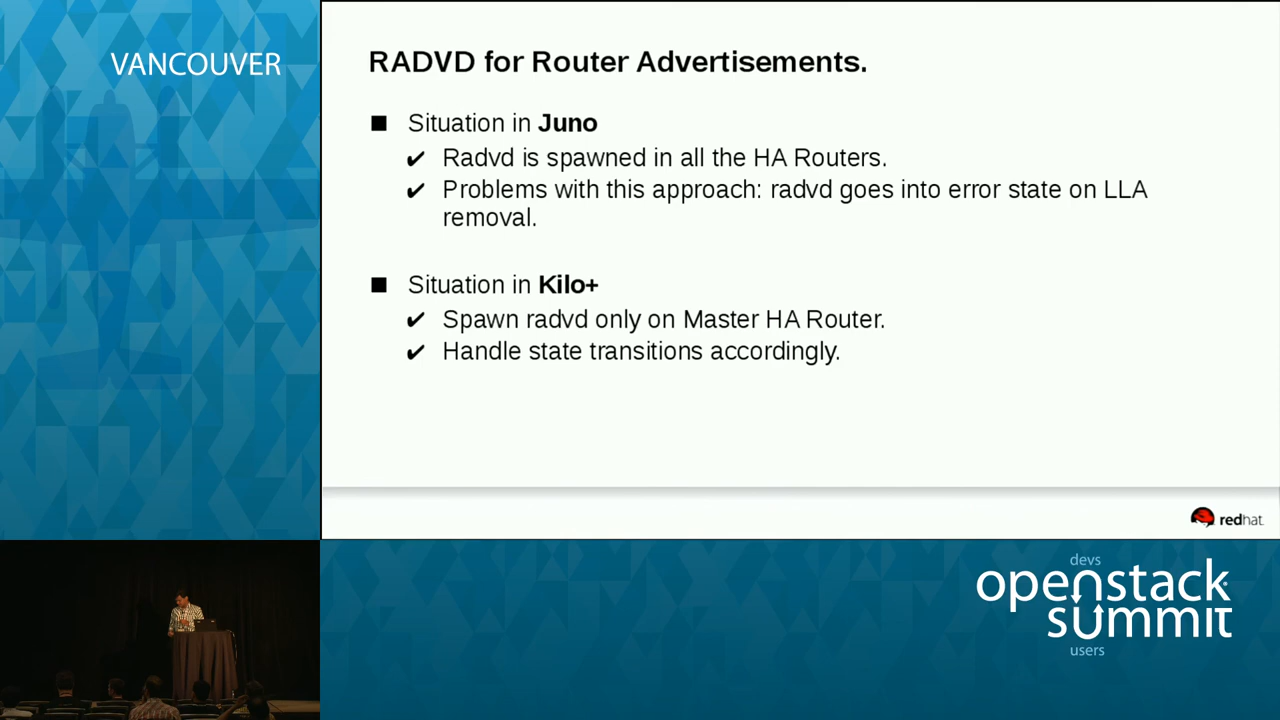 VANCOUVER
RADVD for Router Advertisements.
Situation in Juno
Radvd is spawned in all the HA Routers.
Problems with this approach: radvd goes into error state on LLA
removal.
Situation in Kilo+
Spawn radvd only on Master HA Router.
Handle state transitions accordingly.
redhat
devs
openstack
summit
users